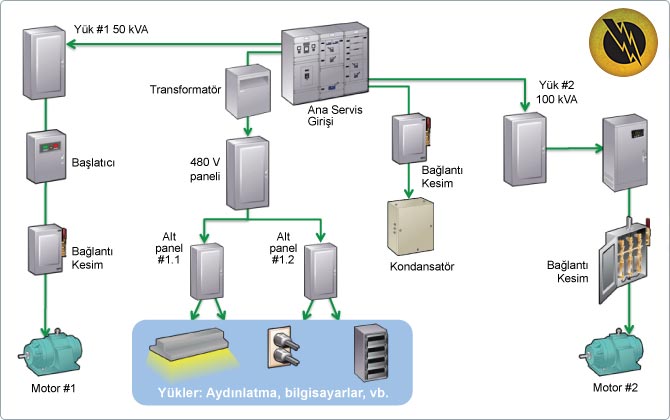 Yük #1 50 kVA
Transformatör
Ana Servis
Girişi
Yük #2
100 kVA
Başlatıcı
480 V
paneli
Bağlantı
Kesim
Bağlantı
Kesim
Alt
panel
#1.1
Alt
panel
#1.2
Kondansatör
Bağlantı
Kesim
Motor #1
Yükler: Aydınlatma, bilgisayarlar, vb.
Motor #2